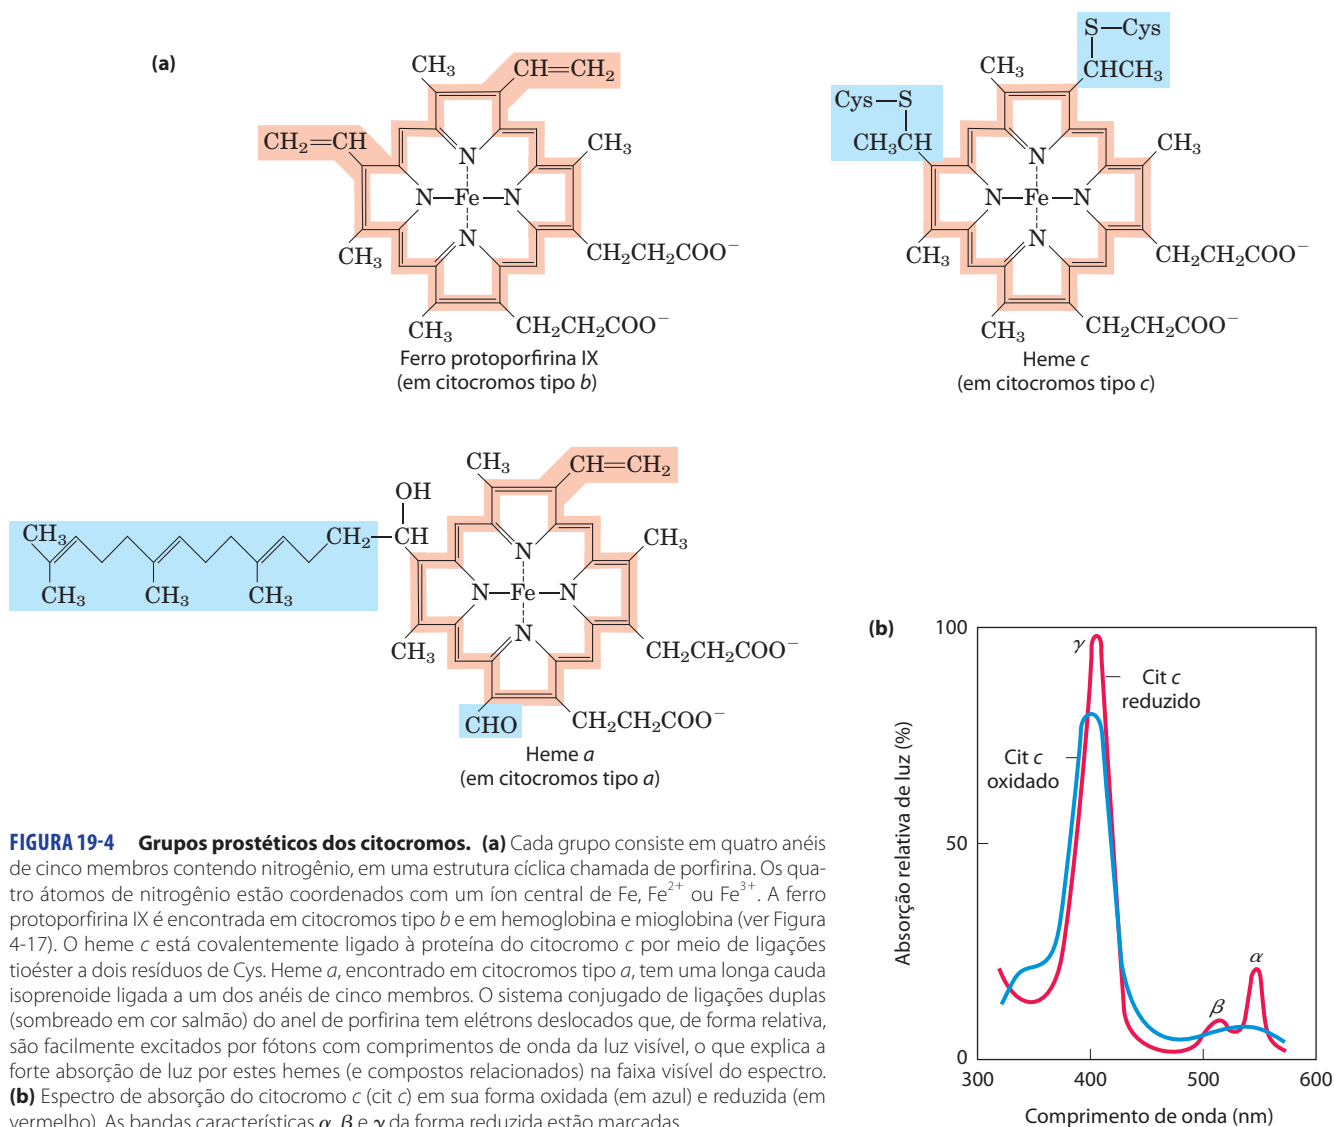 (a)
CH₃
CH=CH₂
CH₂=CH
CH₃
N
N—Fe—N
N
CH₃
CH₂CH₂COO⁻
CH₃
CH₂CH₂COO⁻
Ferro protoporfirina IX
(em citocromos tipo b)
S—Cys
CH₃
CHCH₃
Cys—S
CH₃CH
CH₃
N
N—Fe—N
N
CH₃
CH₂CH₂COO⁻
CH₃
CH₂CH₂COO⁻
Heme c
(em citocromos tipo c)
CH₃
CH=CH₂
OH
CH₃
CH₂—CH
CH₃
CH₃
CH₃
CH₃
N
N—Fe—N
N
CH₃
CH₂CH₂COO⁻
CHO
CH₂CH₂COO⁻
Heme a
(em citocromos tipo a)
(b)
100
γ
Cit c
reduzido
Cit c
oxidado
Absorção relativa de luz (%)
50
α
β
0
300
400
500
600
Comprimento de onda (nm)
FIGURA 19-4 Grupos prostéticos dos citocromos. (a) Cada grupo consiste em quatro anéis
de cinco membros contendo nitrogênio, em uma estrutura cíclica chamada de porfirina. Os qua-
tro átomos de nitrogênio estão coordenados com um íon central de Fe, Fe²⁺ ou Fe³⁺. A ferro
protoporfirina IX é encontrada em citocromos tipo b e em hemoglobina e mioglobina (ver Figura
4-17). O heme c está covalentemente ligado à proteína do citocromo c por meio de ligações
tioéster a dois resíduos de Cys. Heme a, encontrado em citocromos tipo a, tem uma longa cauda
isoprenoide ligada a um dos anéis de cinco membros. O sistema conjugado de ligações duplas
(sombreado em cor salmão) do anel de porfirina tem elétrons deslocados que, de forma relativa,
são facilmente excitados por fótons com comprimentos de onda da luz visível, o que explica a
forte absorção de luz por estes hemes (e compostos relacionados) na faixa visível do espectro.
(b) Espectro de absorção do citocromo c (cit c) em sua forma oxidada (em azul) e reduzida (em
vermelho). As bandas características α, β e γ da forma reduzida estão marcadas.